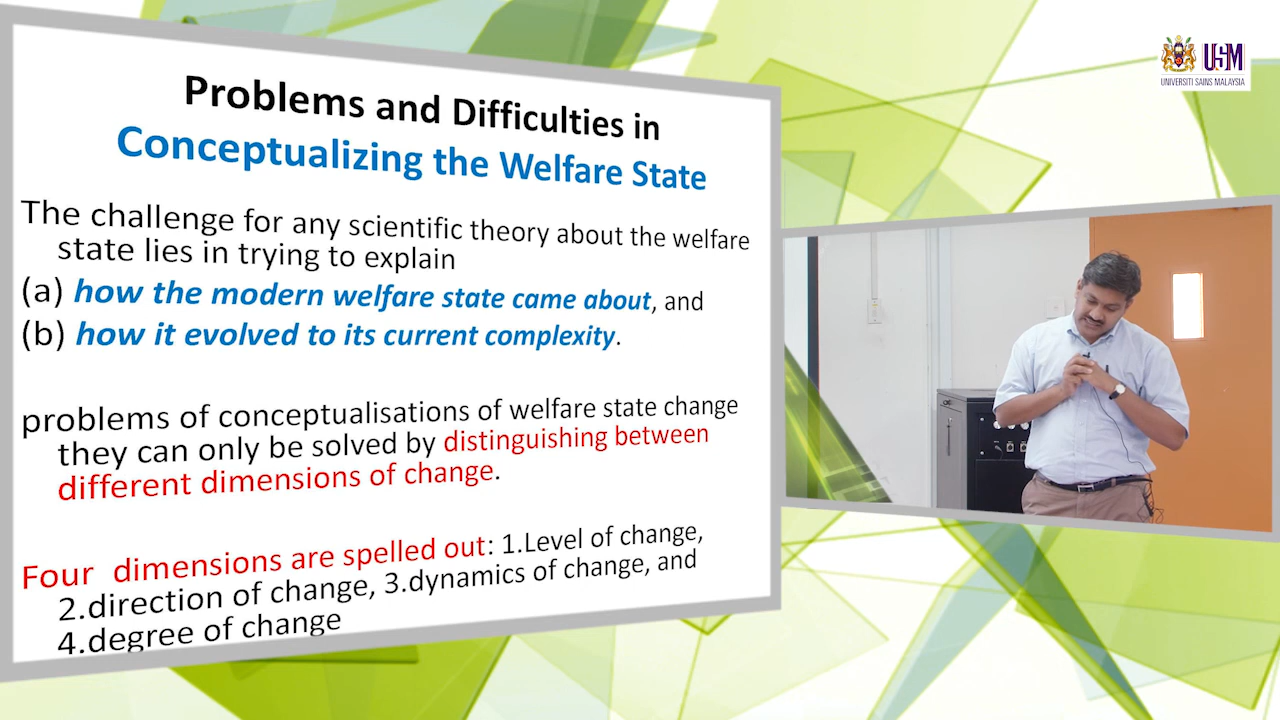 Problems and Difficulties in
Conceptualizing the Welfare State
The challenge for any scientific theory about the welfare
state lies in trying to explain
(a) how the modern welfare state came about, and
(b) how it evolved to its current complexity.
problems of conceptualisations of welfare state change
they can only be solved by distinguishing between
different dimensions of change.
Four dimensions are spelled out: 1.Level of change,
2.direction of change, 3.dynamics of change, and
4.degree of change
USM
UNIVERSITI SAINS MALAYSIA